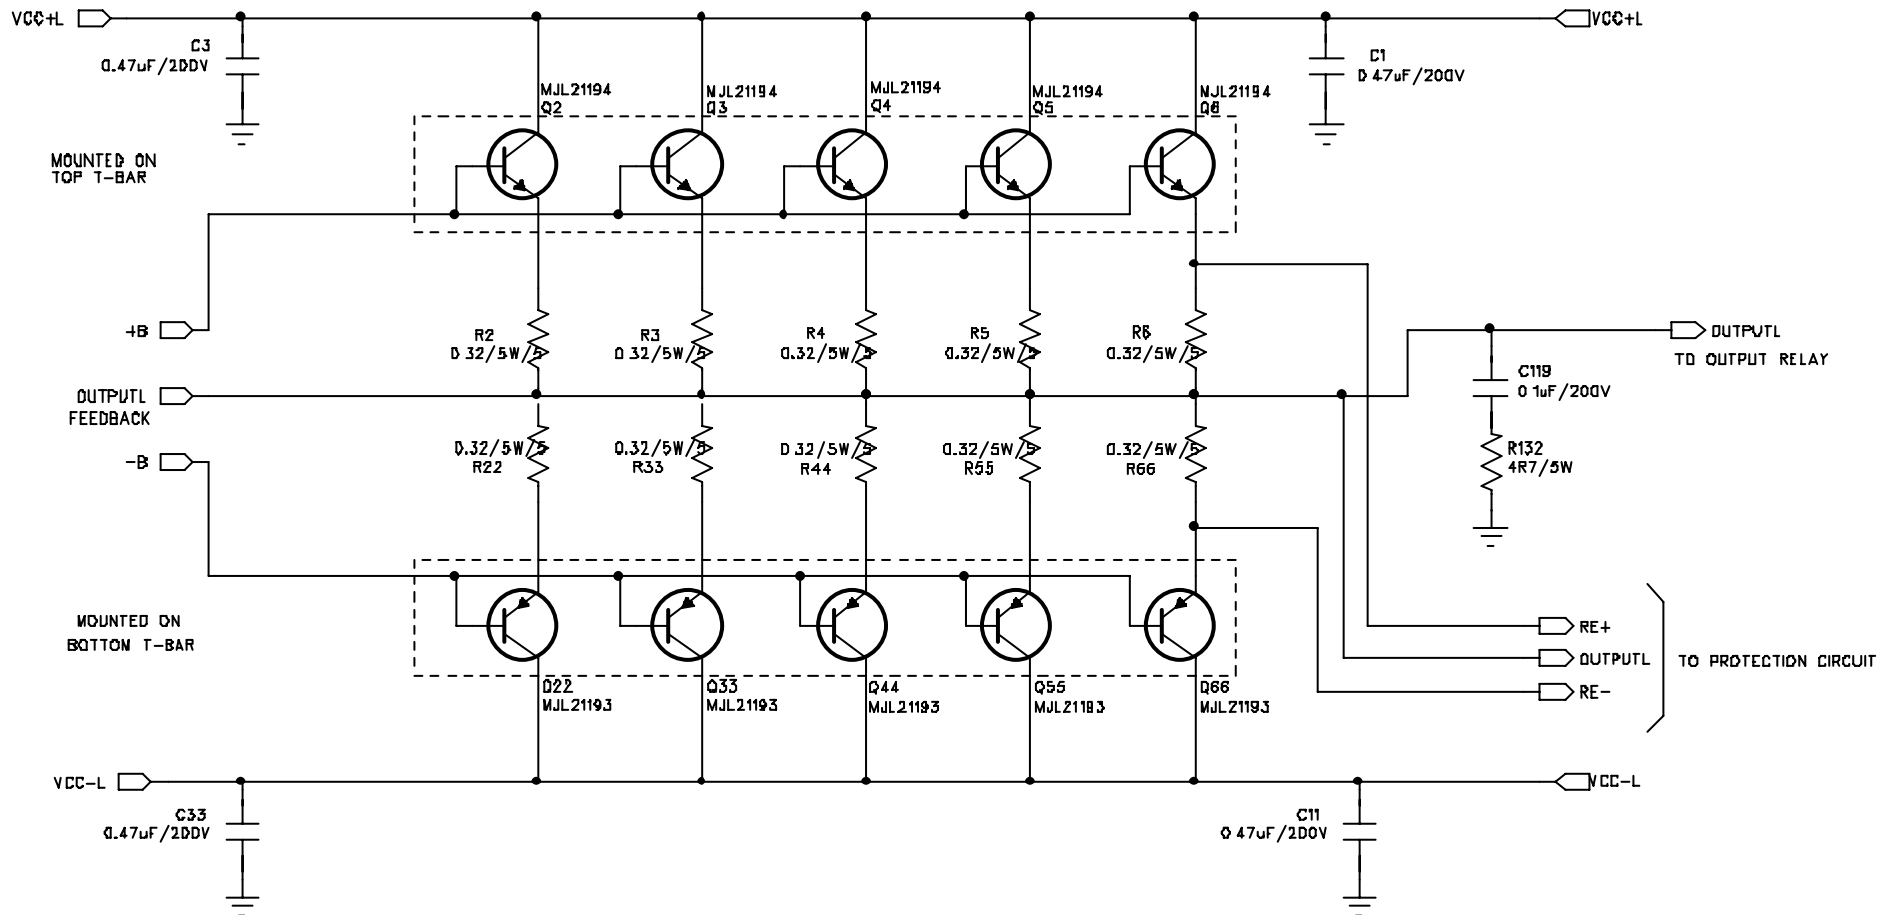 VCC+L
VCC+L
C3
0.47uF/200V
C1
0.47uF/200V
MJL21194
Q2
MJL21194
Q3
MJL21194
Q4
MJL21194
Q5
MJL21194
Q6
MOUNTED ON
TOP T-BAR
+B
R2
0.32/5W/5
R3
0.32/5W/5
R4
0.32/5W/5
R5
0.32/5W/5
R6
0.32/5W/5
OUTPUTL
TO OUTPUT RELAY
OUTPUTL
FEEDBACK
C119
0.1uF/200V
-B
0.32/5W/5
R22
0.32/5W/5
R33
0.32/5W/5
R44
0.32/5W/5
R55
0.32/5W/5
R66
R132
4R7/5W
MOUNTED ON
BOTTOM T-BAR
RE+
OUTPUTL
RE-
TO PROTECTION CIRCUIT
Q22
MJL21193
Q33
MJL21193
Q44
MJL21193
Q55
MJL21193
Q66
MJL21193
VCC-L
VCC-L
C33
0.47uF/200V
C11
0.47uF/200V